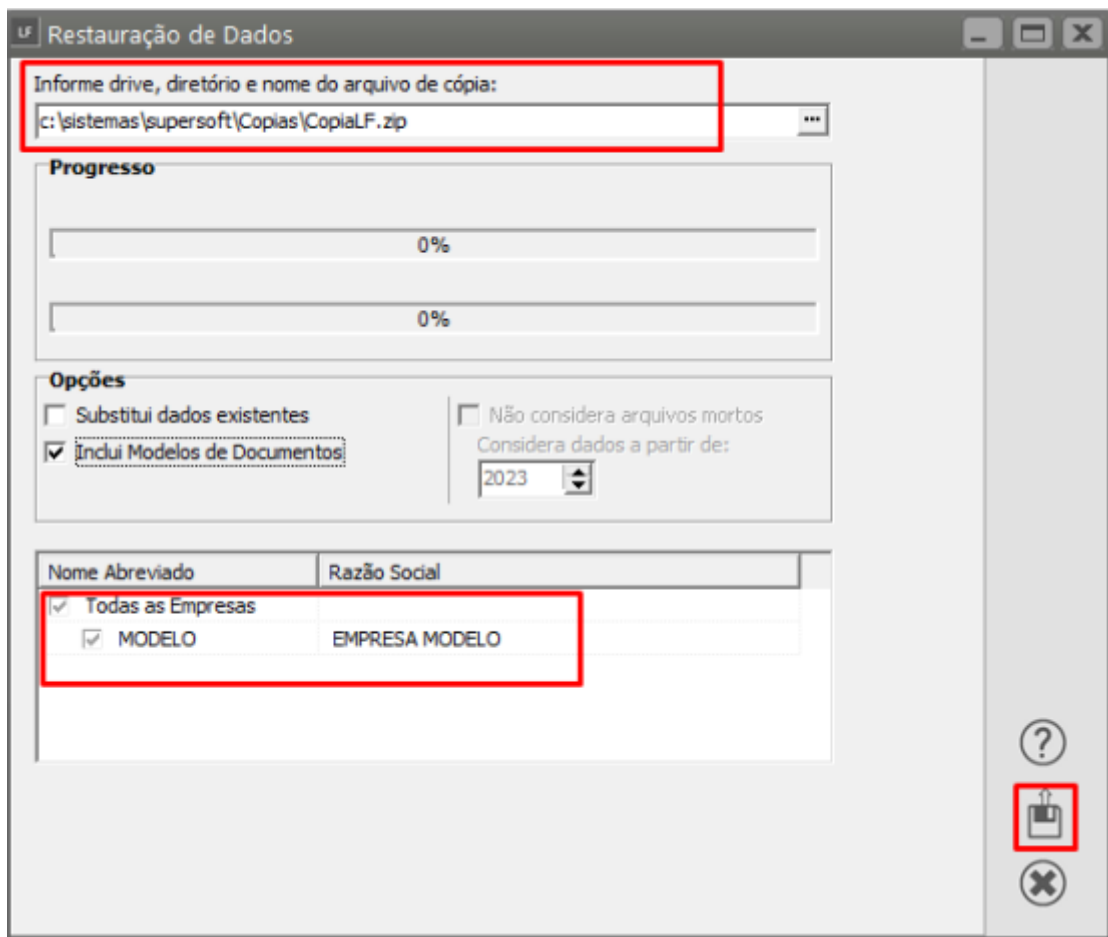 LF Restauração de Dados
Informe drive, diretório e nome do arquivo de cópia:
c:\sistemas\supersoft\Copias\CopiaLF.zip ...
Progresso
0%
0%
Opções
Substitui dados existentes
Inclui Modelos de Documentos
Não considera arquivos mortos
Considera dados a partir de:
2023
Nome Abreviado Razão Social
Todas as Empresas
MODELO EMPRESA MODELO
?